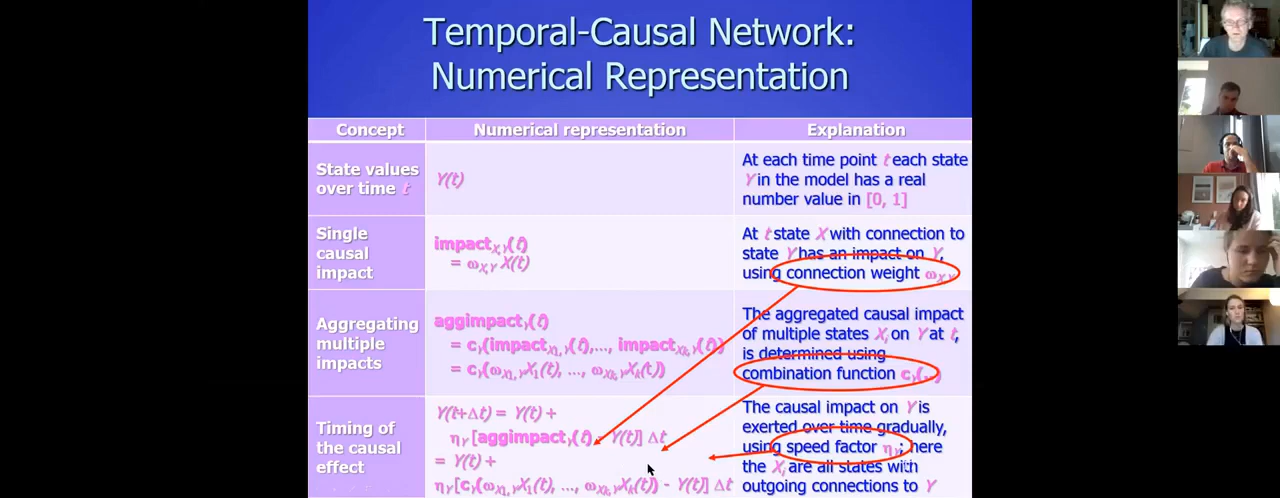 Temporal-Causal Network:
Numerical Representation
Concept
Numerical representation
Explanation
State values
over time t
Y(t)
At each time point t each state
Y in the model has a real
number value in [0, 1]
Single
causal
impact
impactX,Y(t)
= ωX,Y X(t)
At t state X with connection to
state Y has an impact on Y,
using connection weight ωX,Y
Aggregating
multiple
impacts
aggimpactY(t)
= cY(impactX1,Y(t),..., impactXk,Y(t))
= cY(ωX1,YX1(t), ..., ωXk,YXk(t))
The aggregated causal impact
of multiple states Xi on Y at t,
is determined using
combination function cY(..)
Timing of
the causal
effect
Y(t+Δt) = Y(t) +
ηY [aggimpactY(t) - Y(t)] Δt
= Y(t) +
ηY[cY(ωX1,YX1(t), ..., ωXk,YXk(t)) - Y(t)] Δt
The causal impact on Y is
exerted over time gradually,
using speed factor ηY; here
the Xi are all states with
outgoing connections to Y